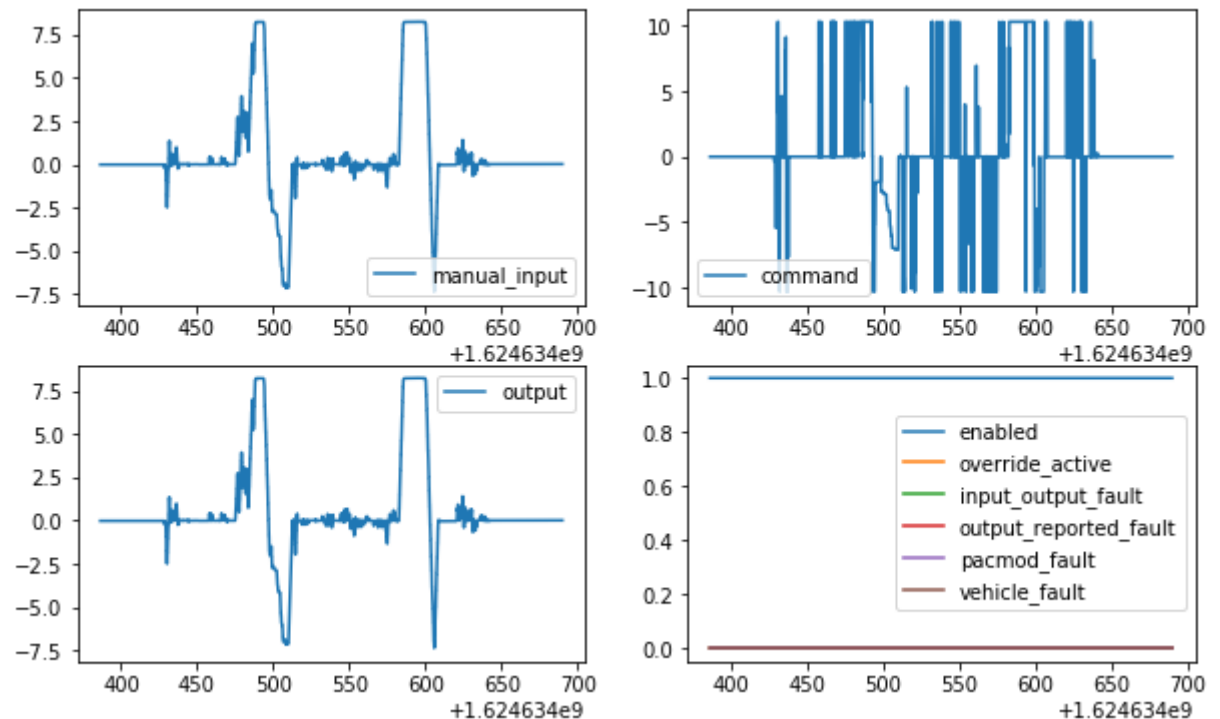 7.5
5.0
2.5
0.0
−2.5
−5.0
−7.5
manual_input
400 450 500 550 600 650 700
+1.624634e9
10
5
0
−5
−10
command
400 450 500 550 600 650 700
+1.624634e9
7.5
5.0
2.5
0.0
−2.5
−5.0
−7.5
output
400 450 500 550 600 650 700
+1.624634e9
1.0
0.8
0.6
0.4
0.2
0.0
enabled
override_active
input_output_fault
output_reported_fault
pacmod_fault
vehicle_fault
400 450 500 550 600 650 700
+1.624634e9